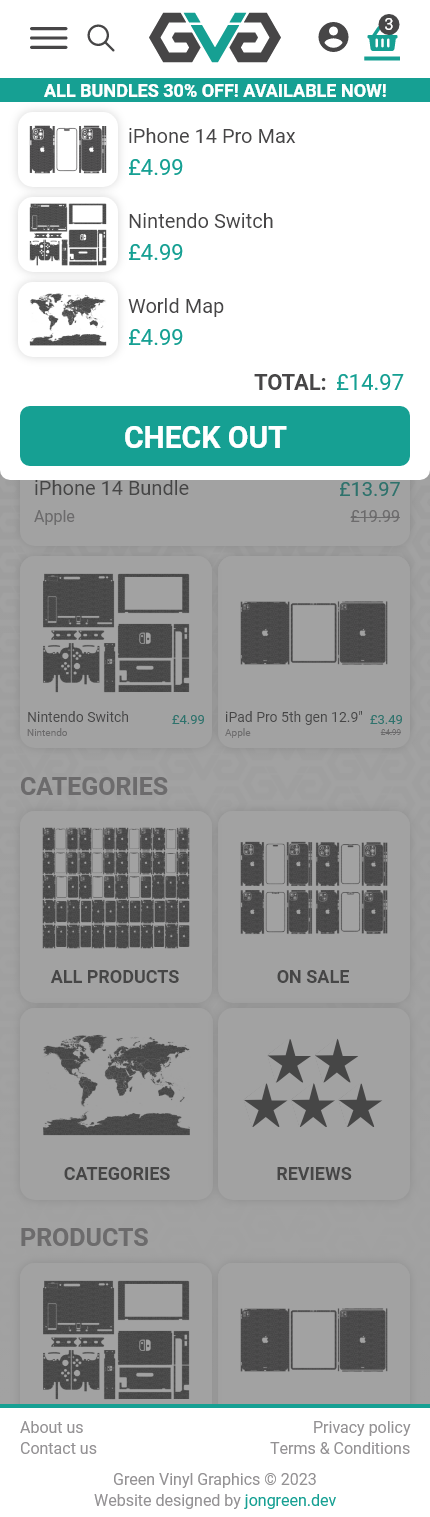 GVG
3
ALL BUNDLES 30% OFF! AVAILABLE NOW!
iPhone 14 Pro Max
£4.99
Nintendo Switch
£4.99
World Map
£4.99
TOTAL: £14.97
CHECK OUT
iPhone 14 Bundle £13.97
Apple £19.99
Nintendo Switch £4.99
Nintendo
iPad Pro 5th gen 12.9" £3.49
Apple £4.99
CATEGORIES
ALL PRODUCTS
ON SALE
CATEGORIES
REVIEWS
PRODUCTS
About us Privacy policy
Contact us Terms & Conditions
Green Vinyl Graphics © 2023
Website designed by jongreen.dev